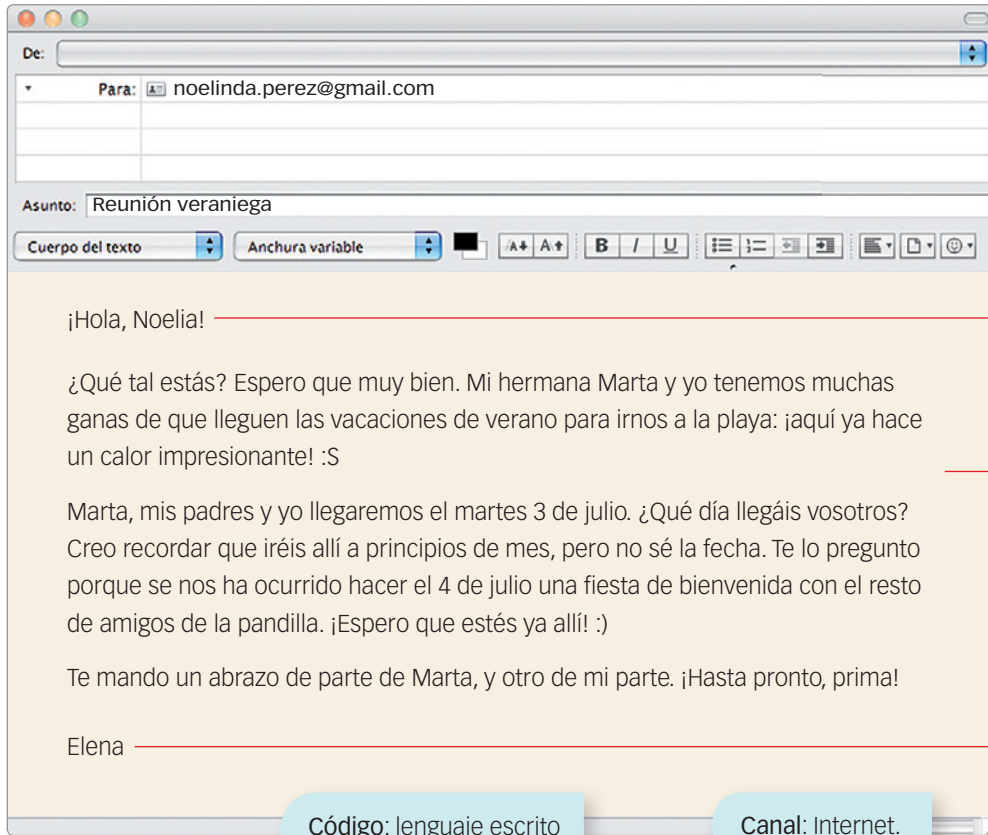 De:
Para: noelinda.perez@gmail.com
Asunto: Reunión veraniega
Cuerpo del texto Anchura variable A A B I U
¡Hola, Noelia!
¿Qué tal estás? Espero que muy bien. Mi hermana Marta y yo tenemos muchas
ganas de que lleguen las vacaciones de verano para irnos a la playa: ¡aquí ya hace
un calor impresionante! :S
Marta, mis padres y yo llegaremos el martes 3 de julio. ¿Qué día llegáis vosotros?
Creo recordar que iréis allí a principios de mes, pero no sé la fecha. Te lo pregunto
porque se nos ha ocurrido hacer el 4 de julio una fiesta de bienvenida con el resto
de amigos de la pandilla. ¡Espero que estés ya allí! :)
Te mando un abrazo de parte de Marta, y otro de mi parte. ¡Hasta pronto, prima!
Elena
Código: lenguaje escrito Canal: Internet.